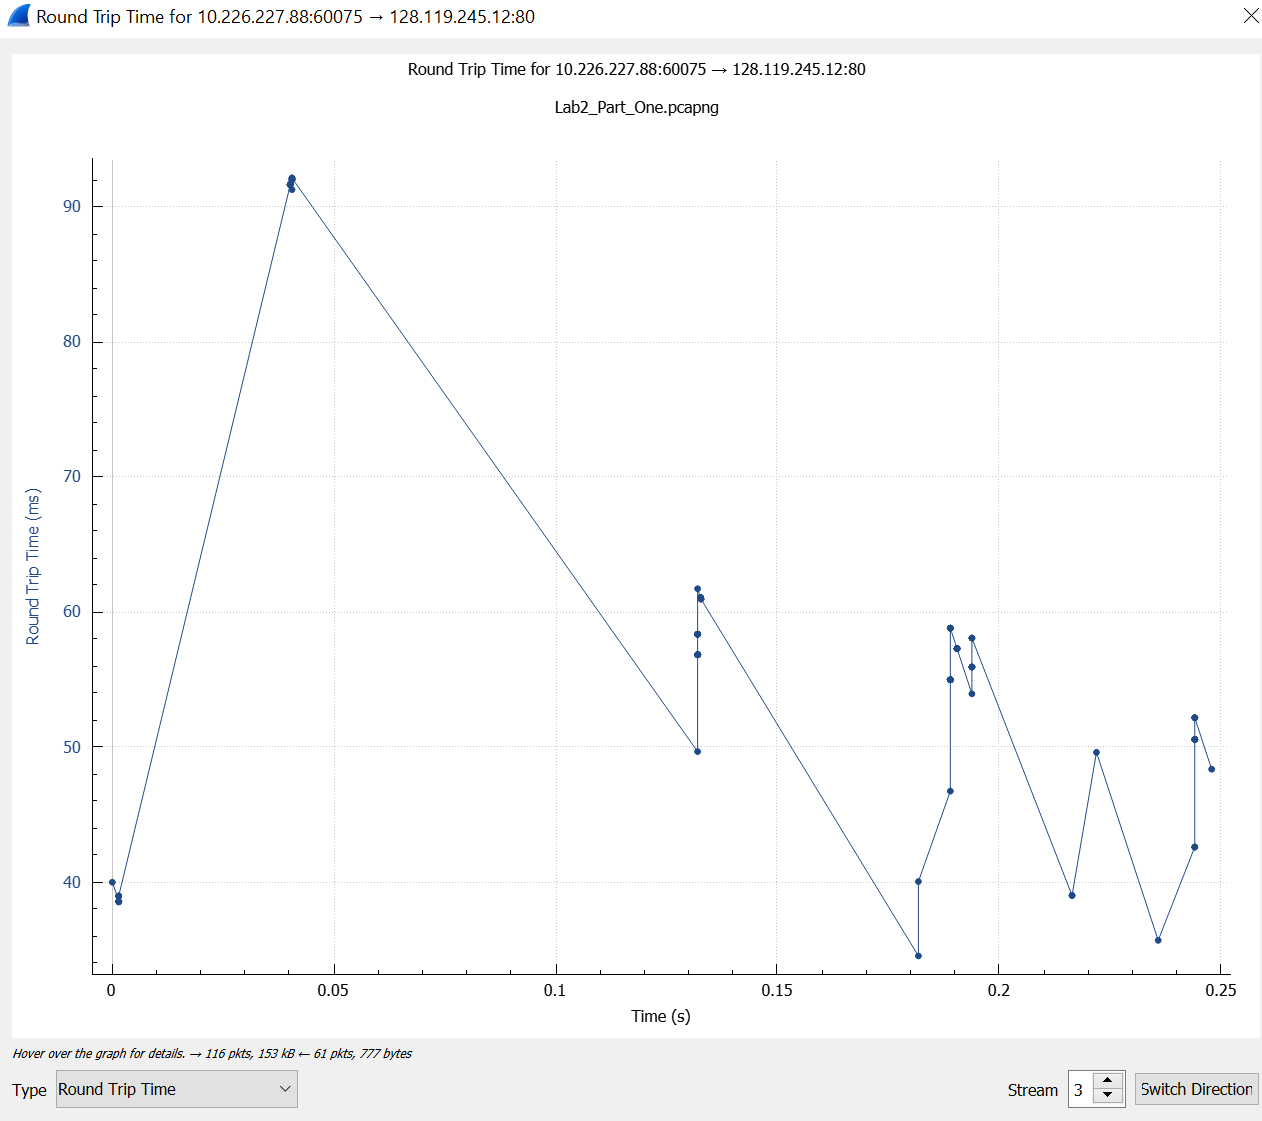 Round Trip Time for 10.226.227.88:60075 → 128.119.245.12:80
Round Trip Time for 10.226.227.88:60075 → 128.119.245.12:80
Lab2_Part_One.pcapng
Round Trip Time (ms)
90
80
70
60
50
40
0 0.05 0.1 0.15 0.2 0.25
Time (s)
Hover over the graph for details. → 116 pkts, 153 kB ← 61 pkts, 777 bytes
Type Round Trip Time Stream 3 Switch Direction